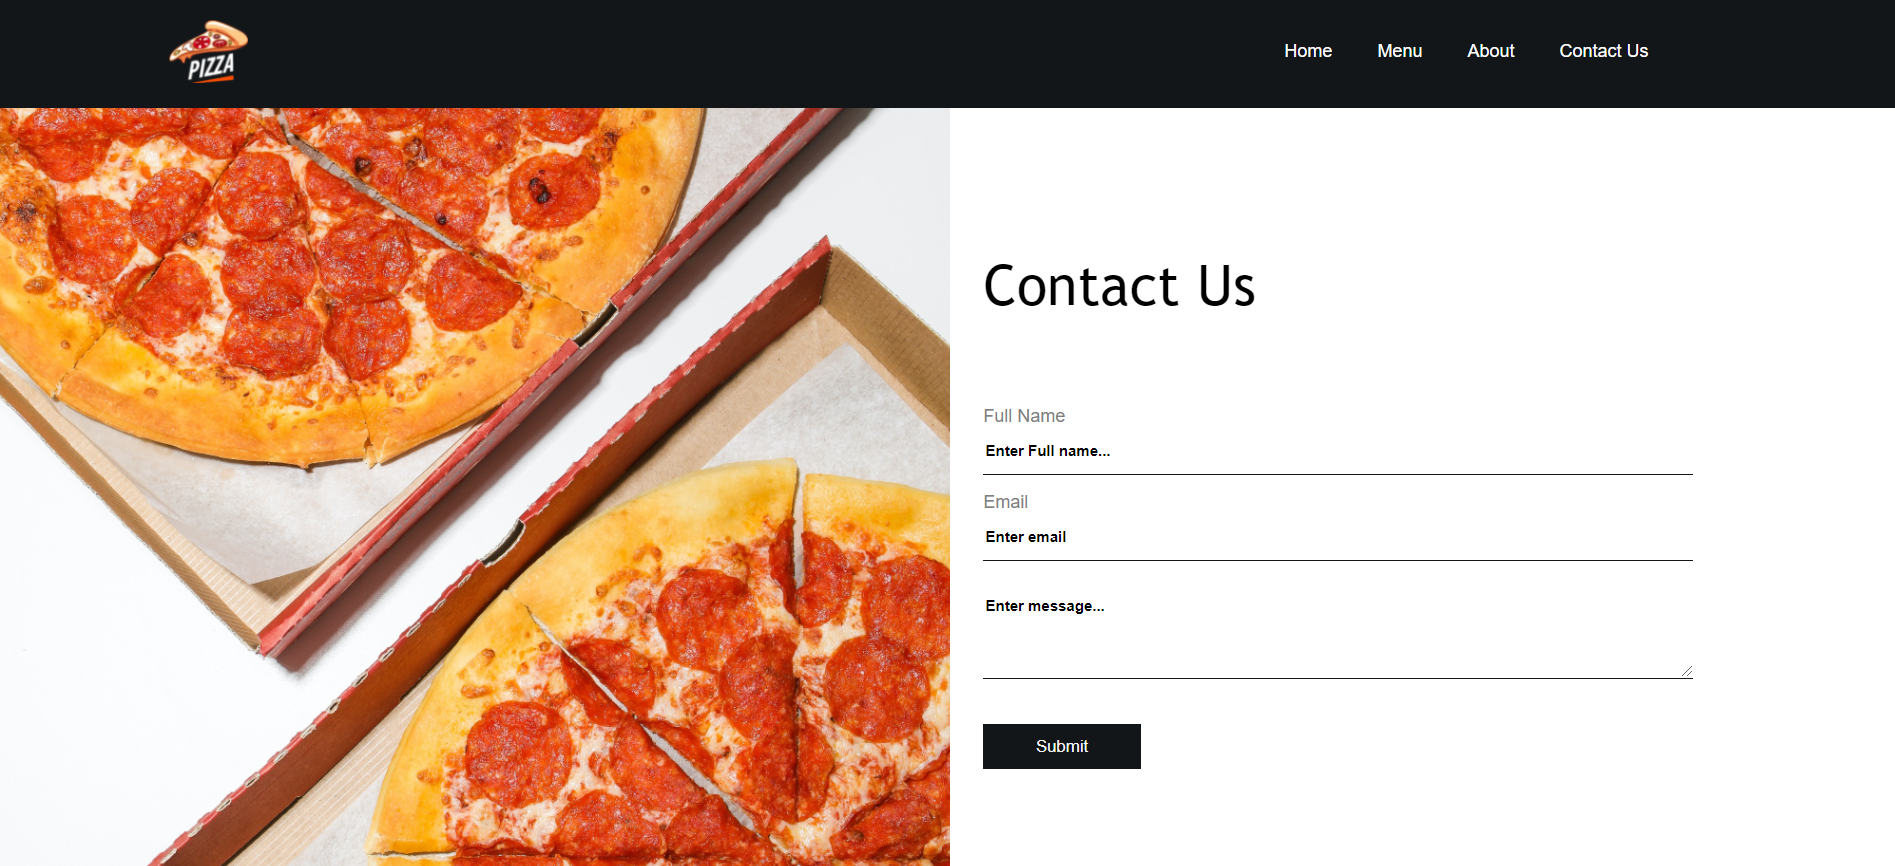 PIZZA
Home Menu About Contact Us
Contact Us
Full Name
Enter Full name...
Email
Enter email
Enter message...
Submit